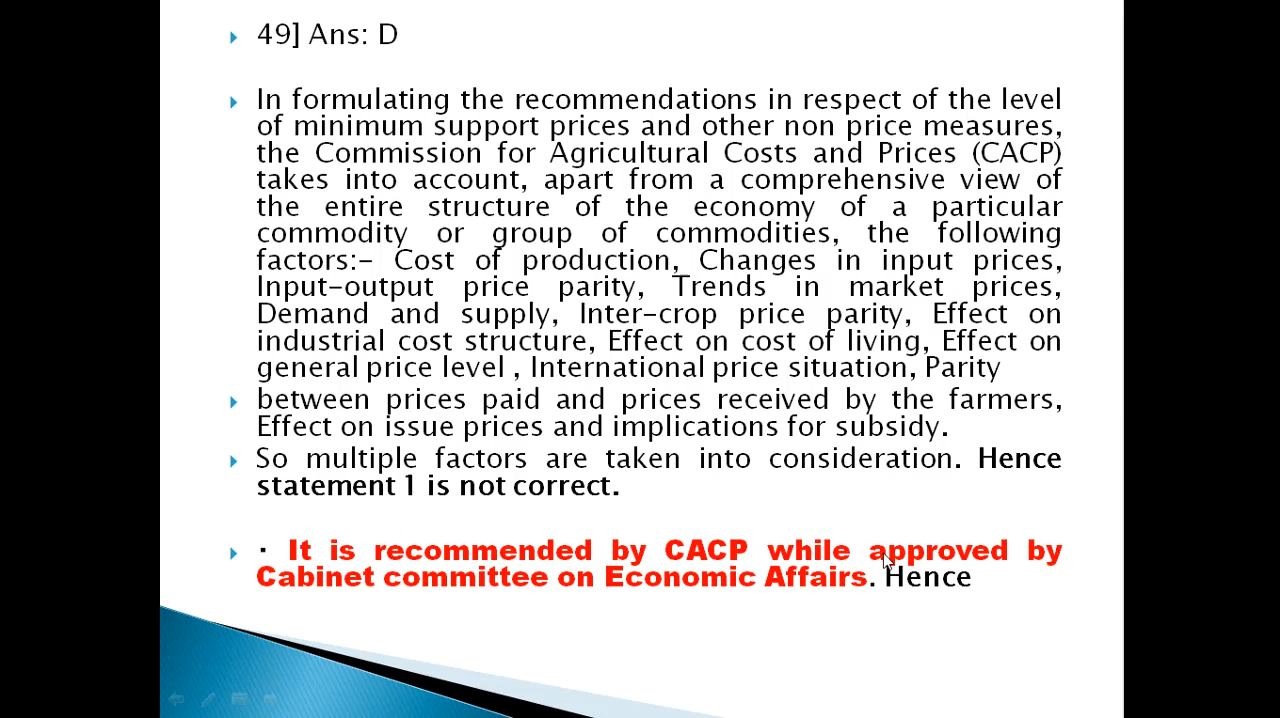 49] Ans: D
In formulating the recommendations in respect of the level
of minimum support prices and other non price measures,
the Commission for Agricultural Costs and Prices (CACP)
takes into account, apart from a comprehensive view of
the entire structure of the economy of a particular
commodity or group of commodities, the following
factors:- Cost of production, Changes in input prices,
Input-output price parity, Trends in market prices,
Demand and supply, Inter-crop price parity, Effect on
industrial cost structure, Effect on cost of living, Effect on
general price level , International price situation, Parity
between prices paid and prices received by the farmers,
Effect on issue prices and implications for subsidy.
So multiple factors are taken into consideration. Hence
statement 1 is not correct.
· It is recommended by CACP while approved by
Cabinet committee on Economic Affairs. Hence